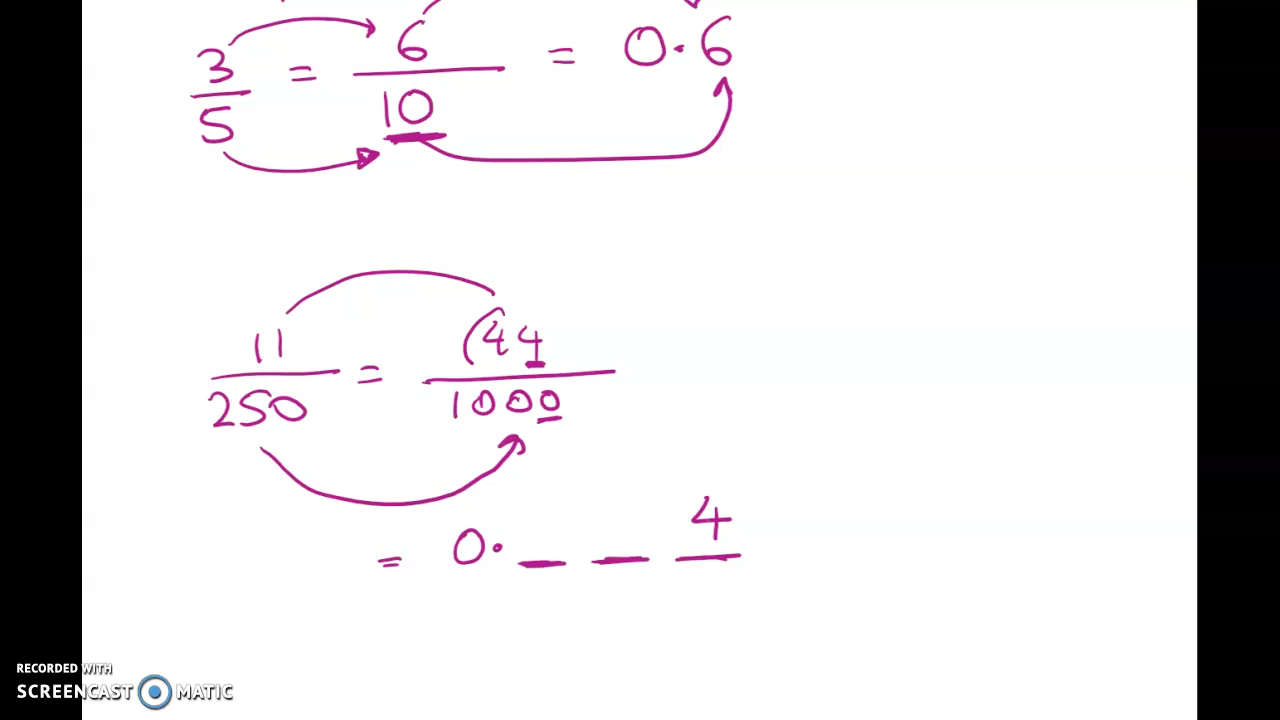 3/5 = 6/10 = 0.6
11/250 = (44/1000
= 0. _ _ 4
RECORDED WITH
SCREENCAST MATIC